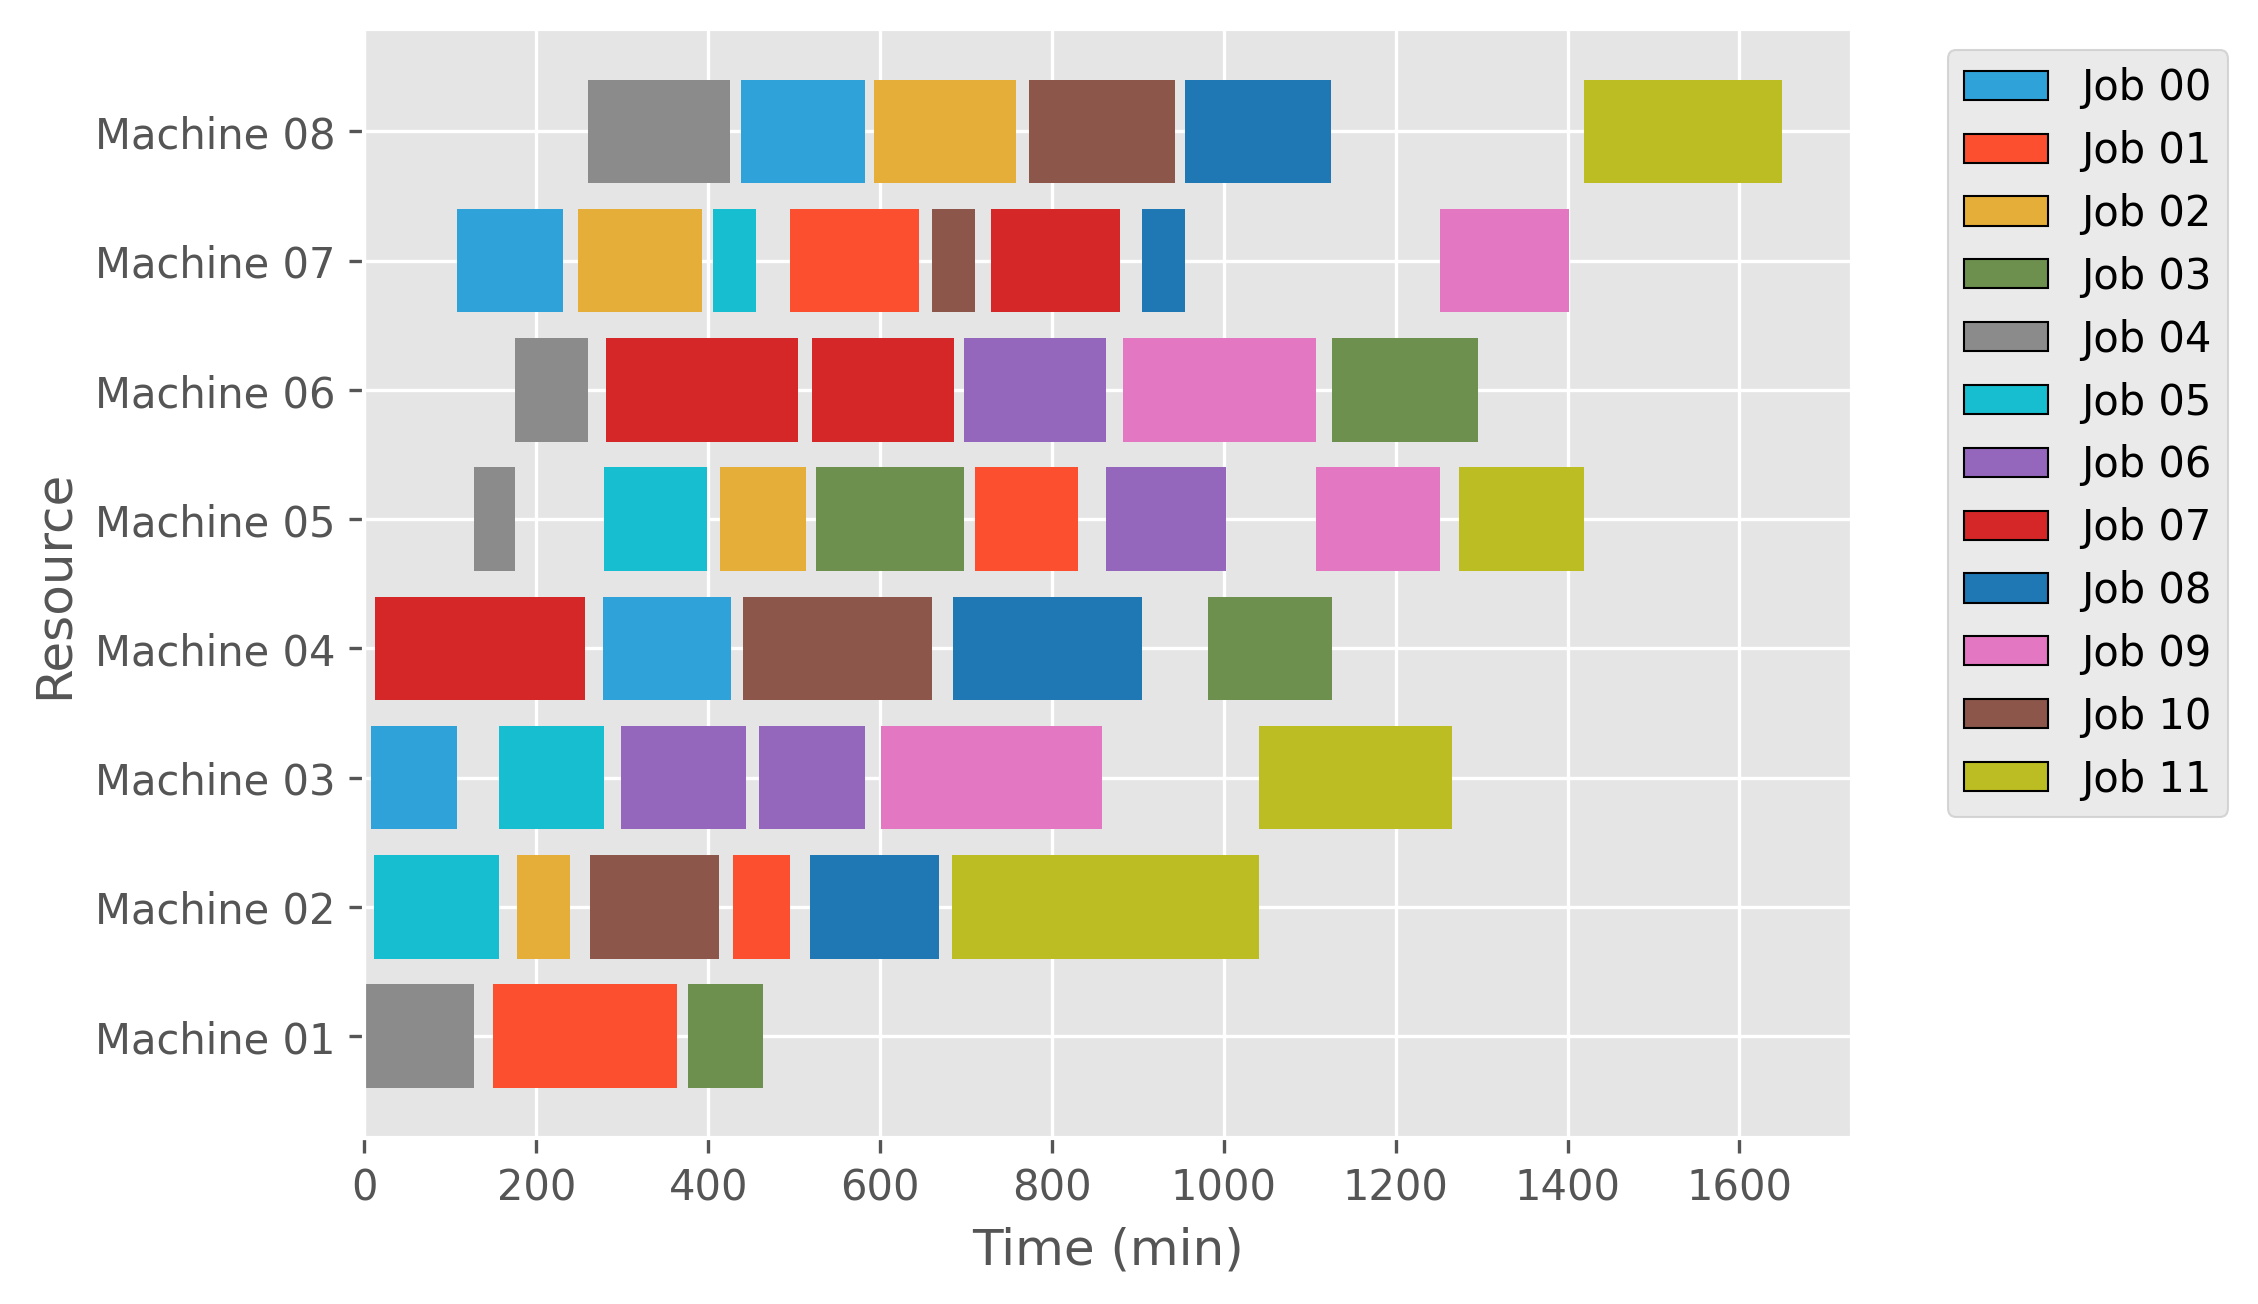 Machine 08
Machine 07
Machine 06
Machine 05
Machine 04
Machine 03
Machine 02
Machine 01
Resource
0 200 400 600 800 1000 1200 1400 1600
Time (min)
Job 00
Job 01
Job 02
Job 03
Job 04
Job 05
Job 06
Job 07
Job 08
Job 09
Job 10
Job 11